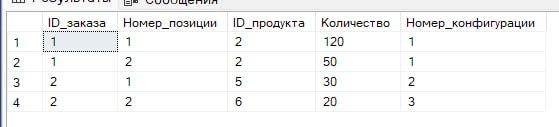 Результаты Сообщения
ID_заказа Номер_позиции ID_продукта Количество Номер_конфигурации
1 1 1 2 120 1
2 1 2 2 50 1
3 2 1 5 30 2
4 2 2 6 20 3